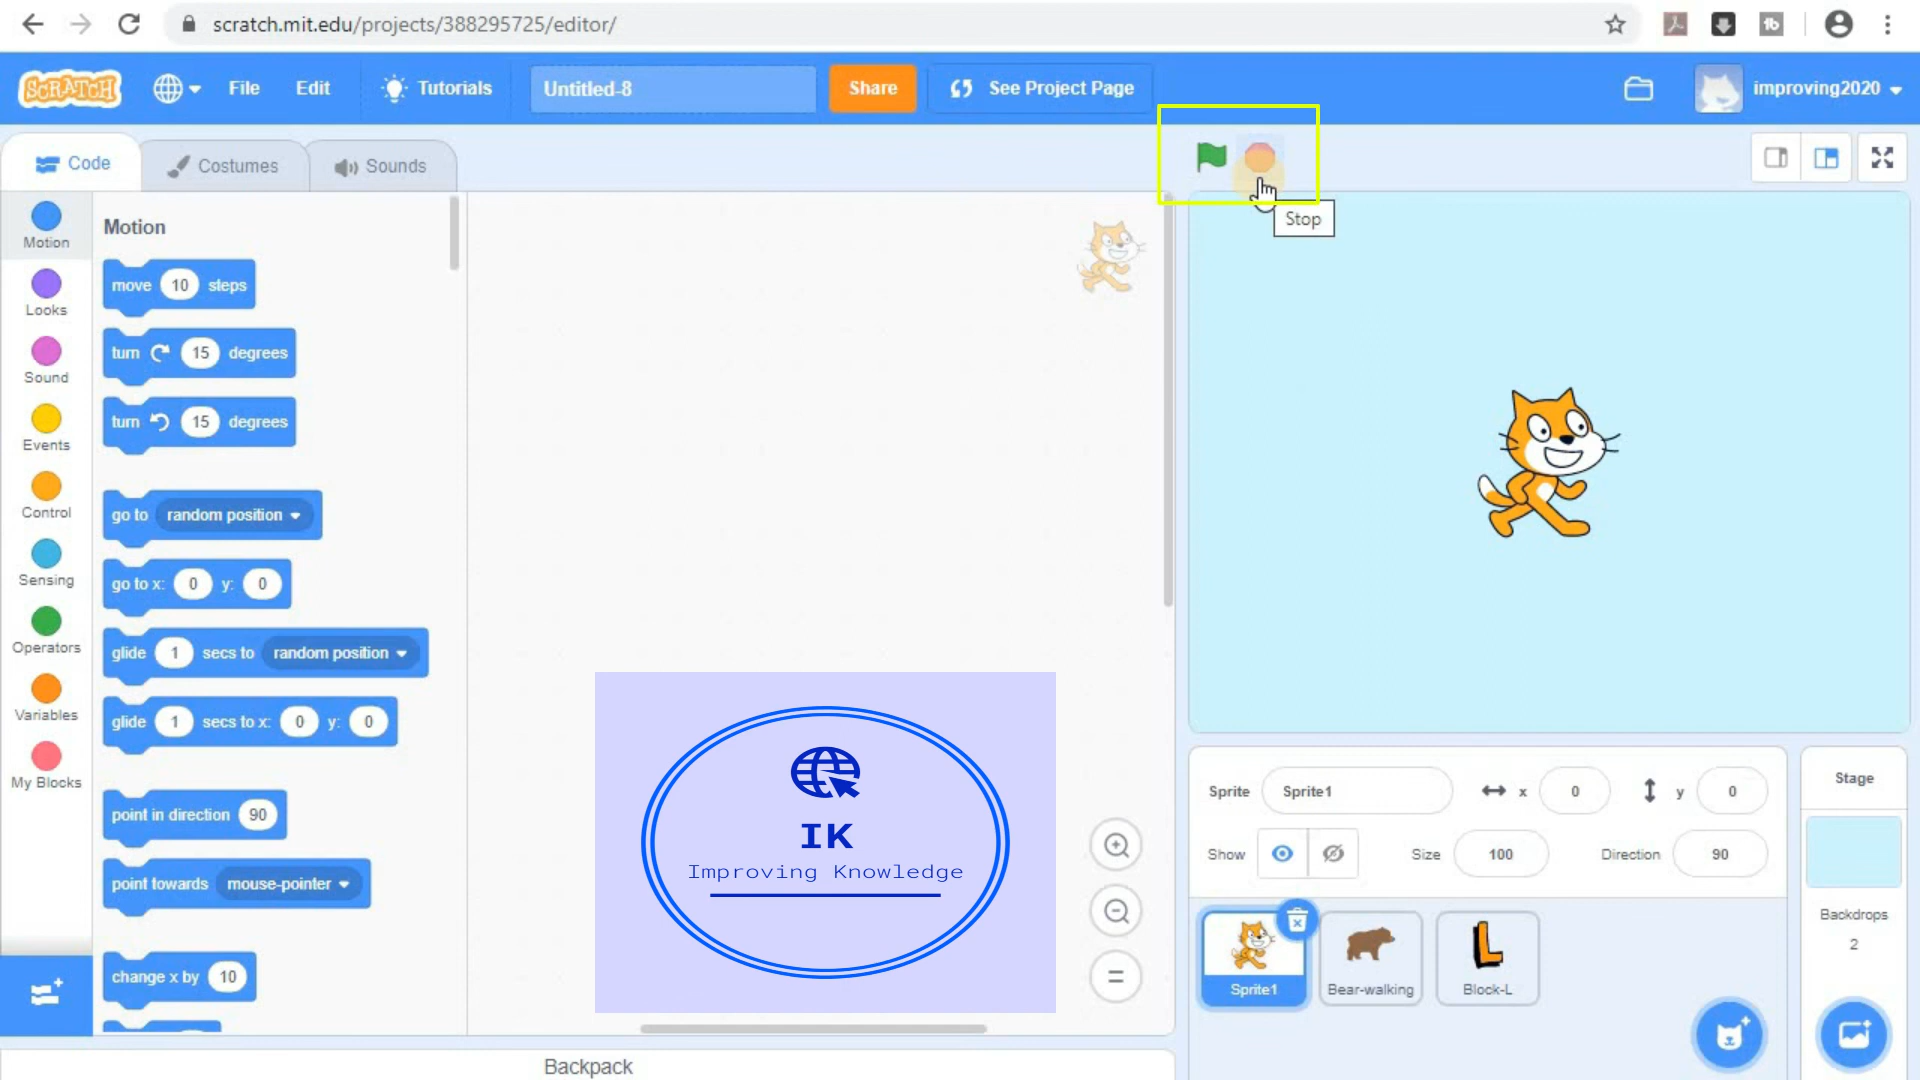 scratch.mit.edu/projects/388295725/editor/
SCRATCH File Edit Tutorials Untitled-8 Share See Project Page improving2020
Code Costumes Sounds
Stop
Motion
Looks
Sound
Events
Control
Sensing
Operators
Variables
My Blocks
Motion
move 10 steps
turn 15 degrees
turn 15 degrees
go to random position
go to x: 0 y: 0
glide 1 secs to random position
glide 1 secs to x: 0 y: 0
point in direction 90
point towards mouse-pointer
change x by 10
IK
Improving Knowledge
Backpack
Sprite Sprite1 x 0 y 0
Show Size 100 Direction 90
Sprite1 Bear-walking Block-L
L
Stage
Backdrops
2